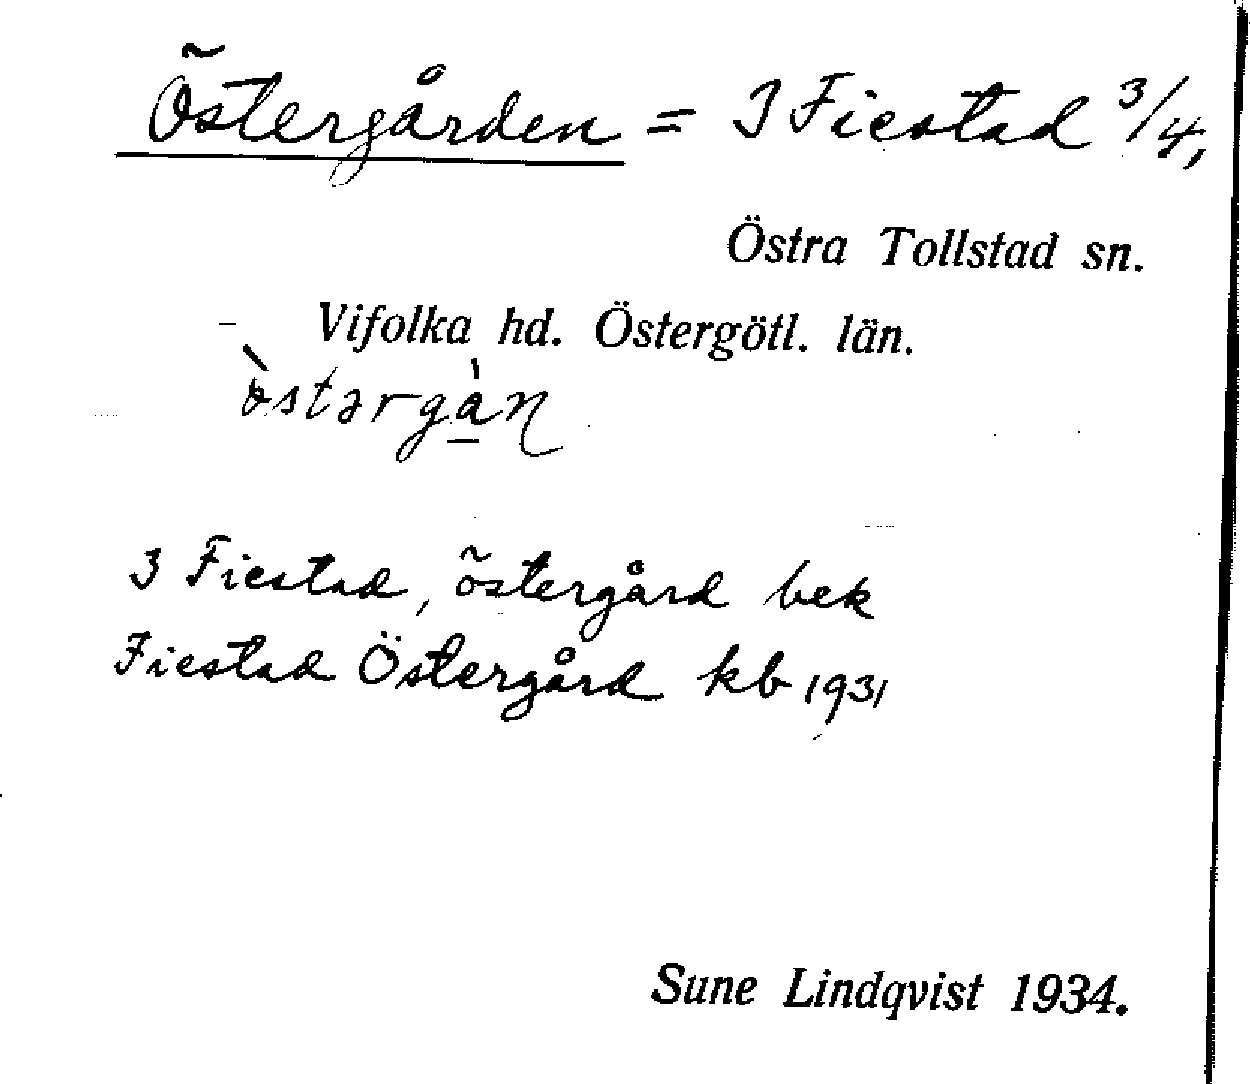 Östergården = 3 Fiestad 3/4,
Östra Tollstad sn.
Vifolka hd. Östergötl. län.
3 Fiestad, östergård bek
Fiestad Östergård kb 1931
Sune Lindqvist 1934.